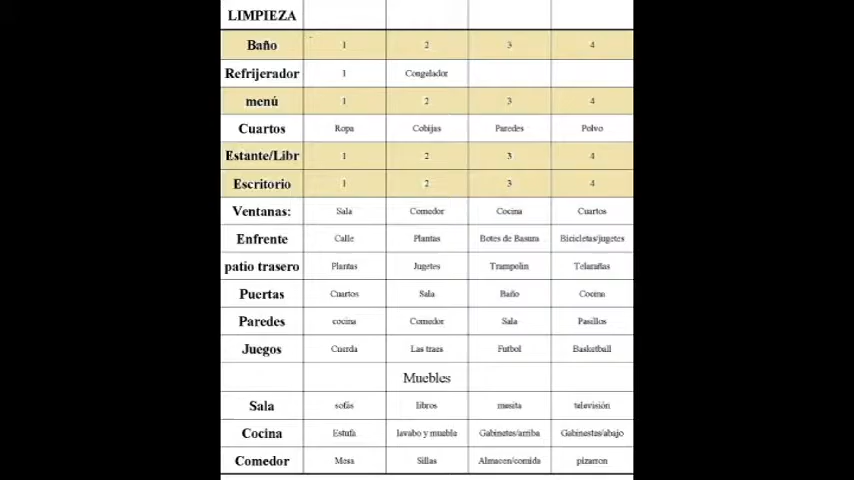 LIMPIEZA
Baño 1 2 3 4
Refrijerador 1 Congelador
menú 1 2 3 4
Cuartos Ropa Cobijas Paredes Polvo
Estante/Libr 1 2 3 4
Escritorio 1 2 3 4
Ventanas: Sala Comedor Cocina Cuartos
Enfrente Calle Plantas Botes de Basura Bicicletas/jugetes
patio trasero Plantas Jugetes Trampolin Telarañas
Puertas Cuartos Sala Baño Cocina
Paredes cocina Comedor Sala Pasillos
Juegos Cuerda Las traes Futbol Basketball
Muebles
Sala sofás libros mesita televisión
Cocina Estufa lavabo y mueble Gabinetes/arriba Gabinestes/abajo
Comedor Mesa Sillas Almacen/comida pizarron